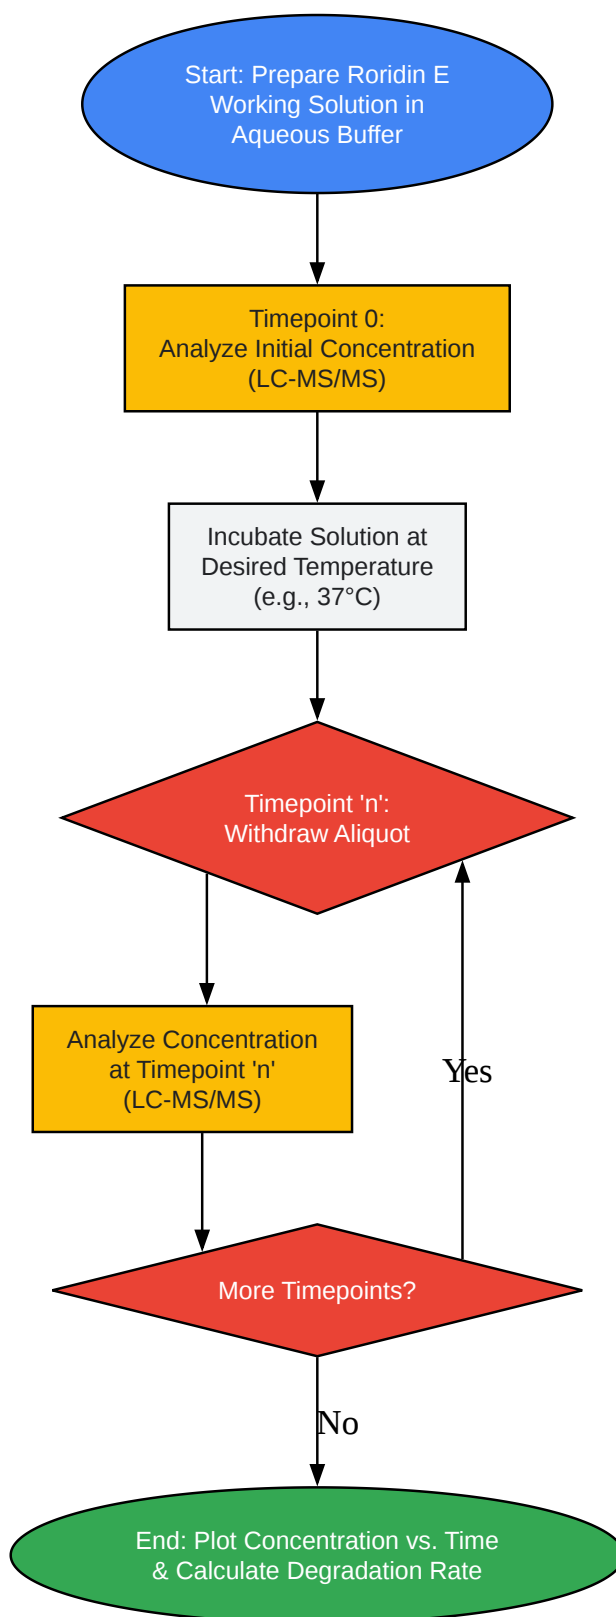 Start: Prepare Roridin E
Working Solution in
Aqueous Buffer
Timepoint 0:
Analyze Initial Concentration
(LC-MS/MS)
Incubate Solution at
Desired Temperature
(e.g., 37°C)
Timepoint 'n':
Withdraw Aliquot
Analyze Concentration
at Timepoint 'n'
(LC-MS/MS)
Yes
More Timepoints?
No
End: Plot Concentration vs. Time
& Calculate Degradation Rate